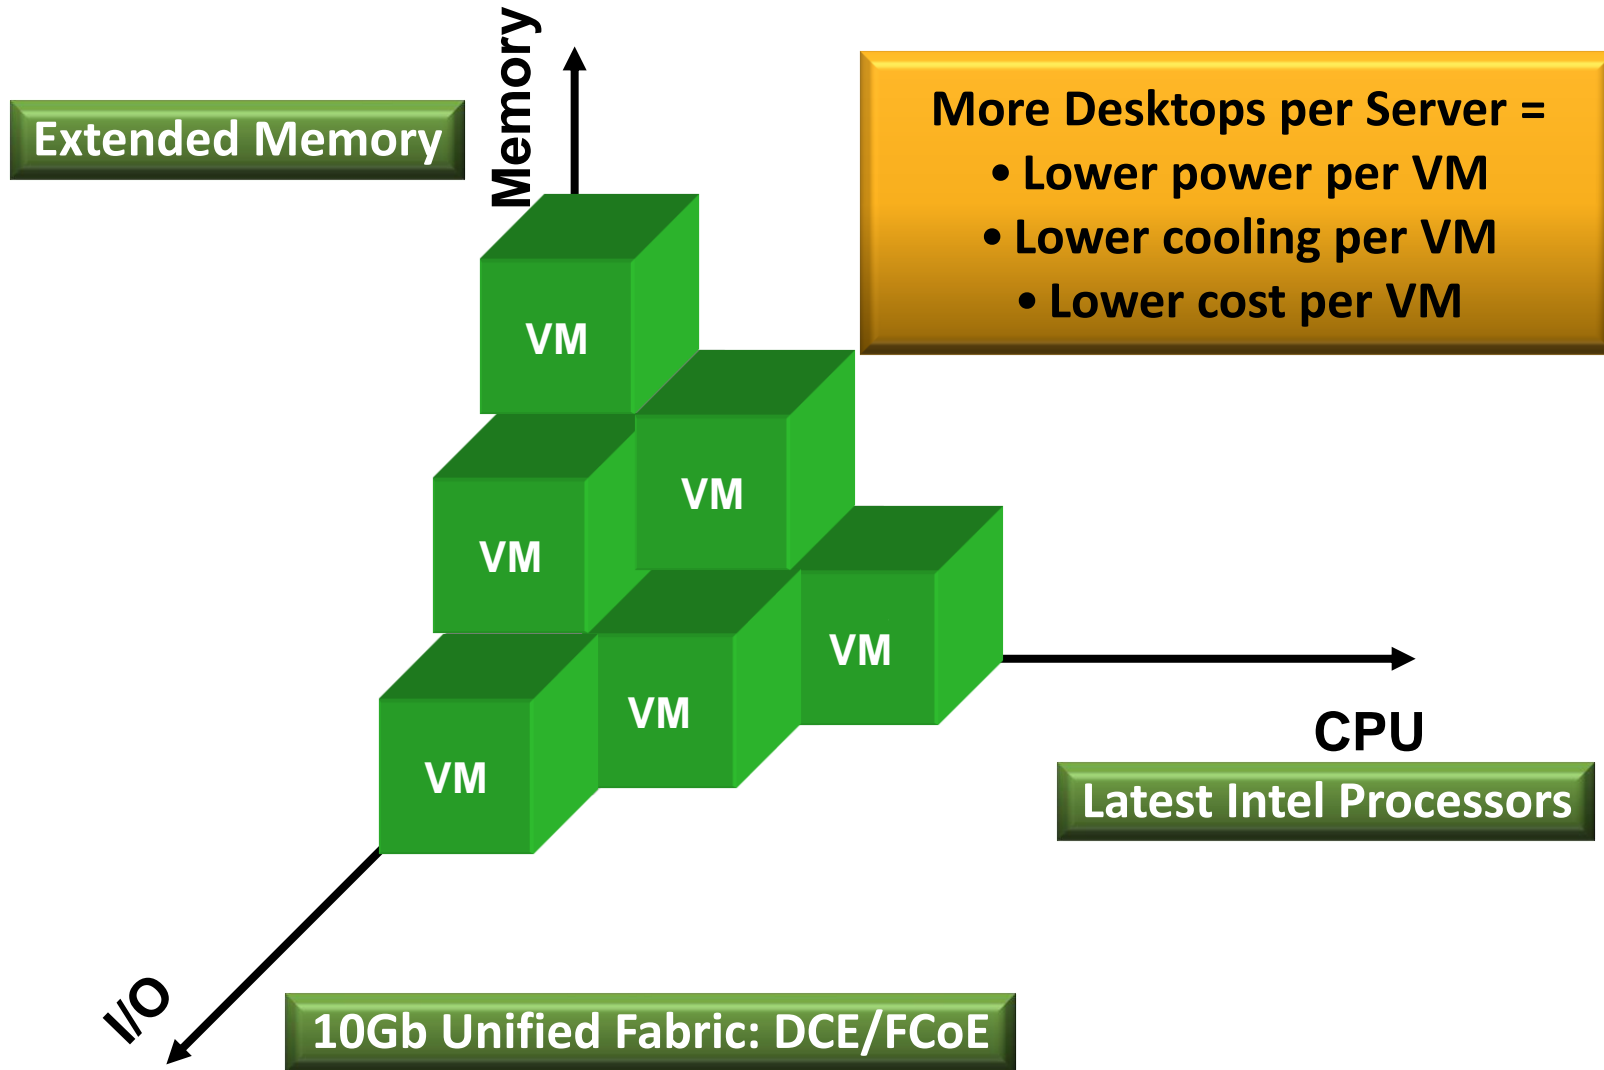 Memory
Extended Memory
More Desktops per Server =
• Lower power per VM
• Lower cooling per VM
• Lower cost per VM
VM
VM
VM
VM
VM
VM
CPU
Latest Intel Processors
I/O
10Gb Unified Fabric: DCE/FCoE